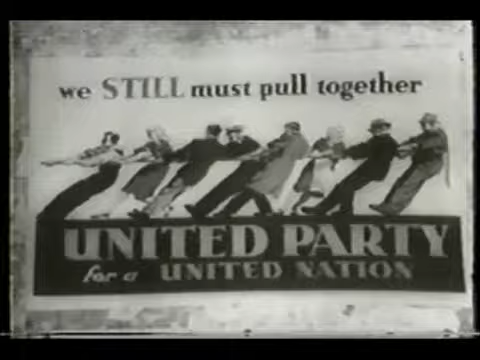 we STILL must pull together
UNITED PARTY
for a UNITED NATION